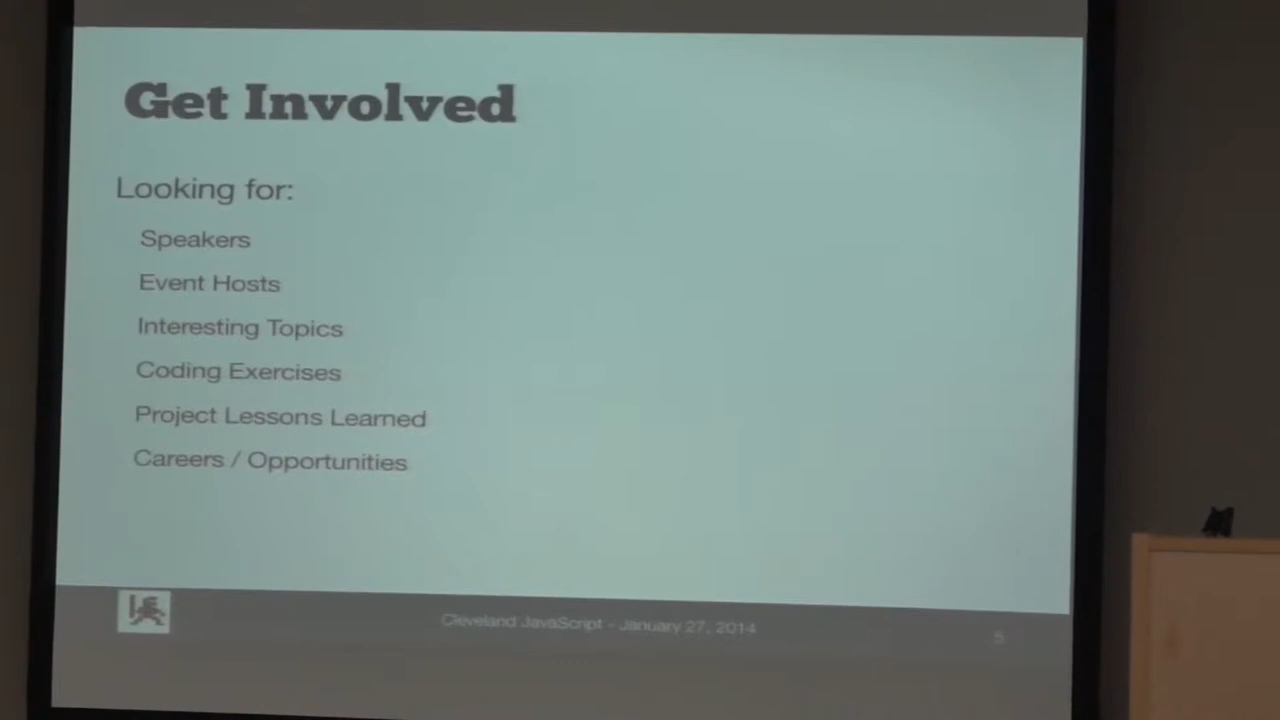 Get Involved
Looking for:
Speakers
Event Hosts
Interesting Topics
Coding Exercises
Project Lessons Learned
Careers / Opportunities
Cleveland JavaScript - January 27, 2014
5